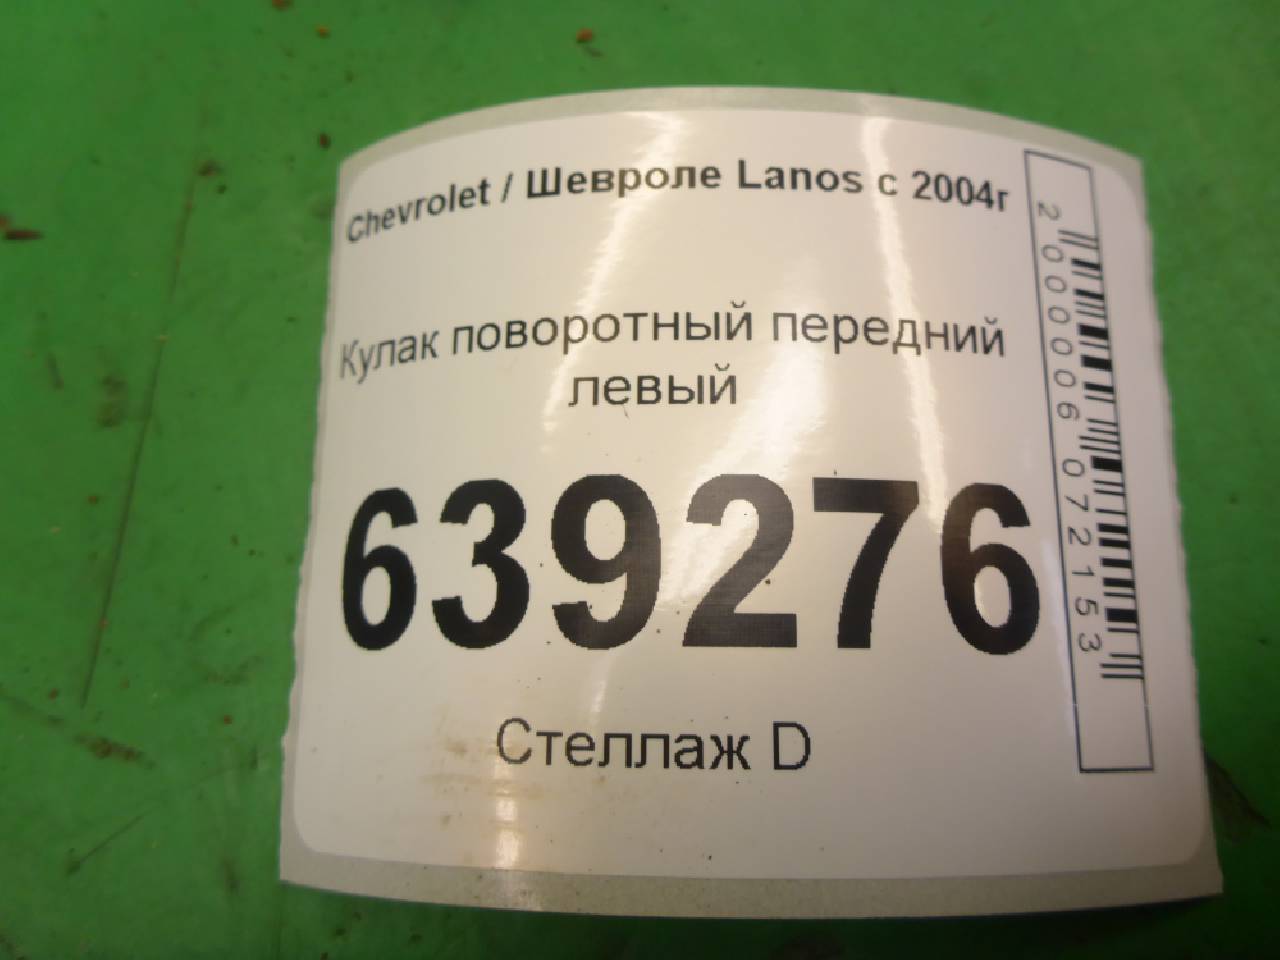 Chevrolet / Шевроле Lanos с 2004г
Кулак поворотный передний
левый
639276
Стеллаж D
2000006072153